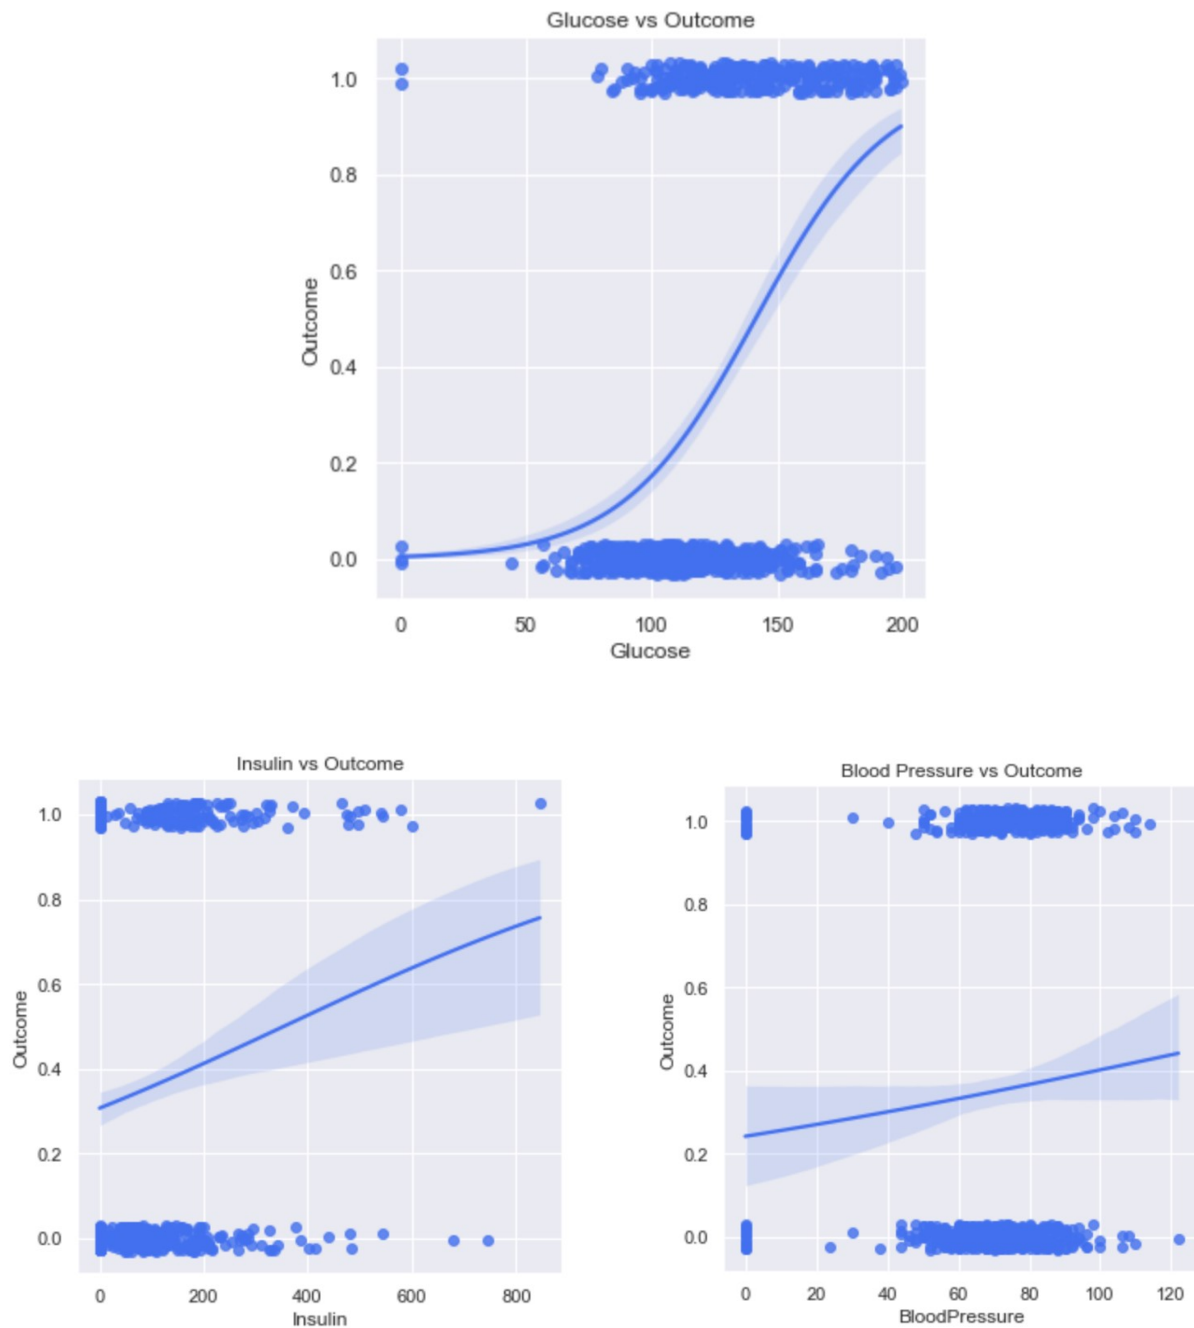 Glucose vs Outcome
1.0
0.8
0.6
0.4
0.2
0.0
Outcome
0 50 100 150 200
Glucose
Insulin vs Outcome
1.0
0.8
0.6
0.4
0.2
0.0
Outcome
0 200 400 600 800
Insulin
Blood Pressure vs Outcome
1.0
0.8
0.6
0.4
0.2
0.0
Outcome
0 20 40 60 80 100 120
BloodPressure